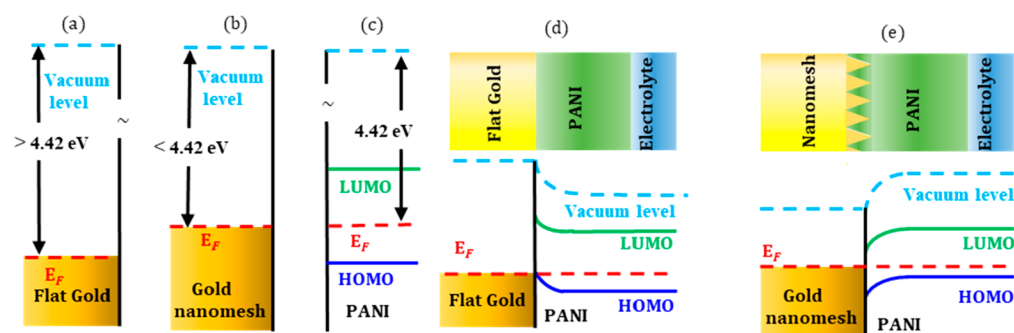 (a)
Vacuum
level
> 4.42 eV
~
E_F
Flat Gold
(b)
Vacuum
level
< 4.42 eV
E_F
Gold
nanomesh
(c)
~
4.42 eV
LUMO
E_F
HOMO
PANI
(d)
Flat Gold
PANI
Electrolyte
Vacuum level
LUMO
E_F
HOMO
Flat Gold
PANI
(e)
Nanomesh
PANI
Electrolyte
Vacuum level
LUMO
E_F
HOMO
Gold
nanomesh
PANI